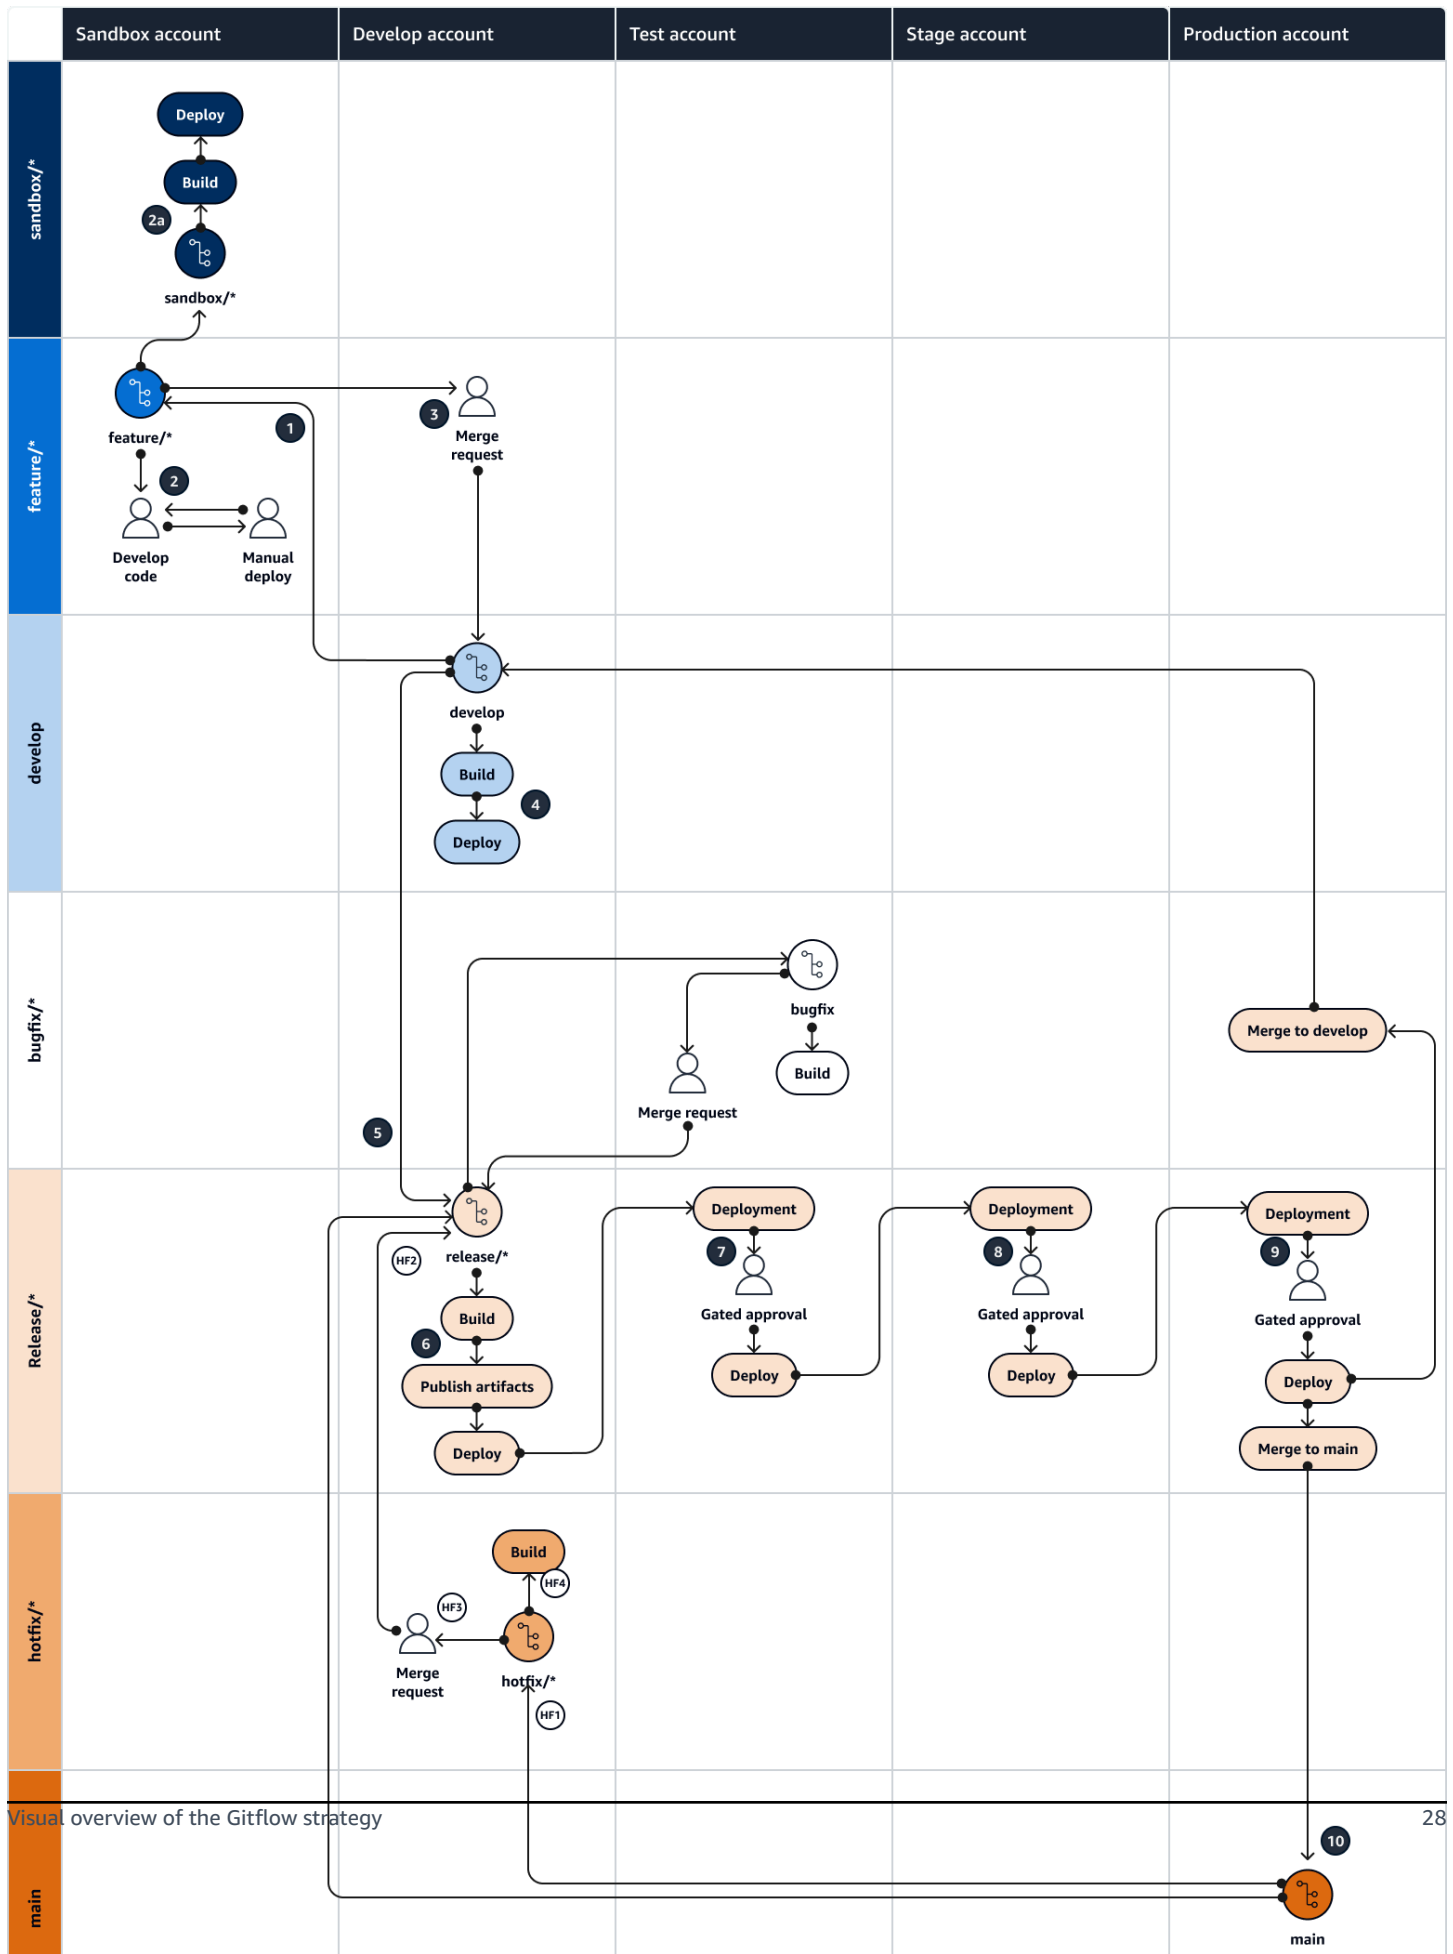 Sandbox account
Develop account
Test account
Stage account
Production account
sandbox/*
Deploy
Build
2a
sandbox/*
feature/*
feature/*
1
3
Merge
request
2
Develop
code
Manual
deploy
develop
develop
Build
4
Deploy
bugfix/*
bugfix
Build
Merge request
Merge to develop
5
Release/*
HF2
release/*
Build
6
Publish artifacts
Deploy
Deployment
7
Gated approval
Deploy
Deployment
8
Gated approval
Deploy
Deployment
9
Gated approval
Deploy
Merge to main
hotfix/*
Build
HF4
HF3
Merge
request
hotfix/*
HF1
Visual overview of the Gitflow strategy
28
main
10
main